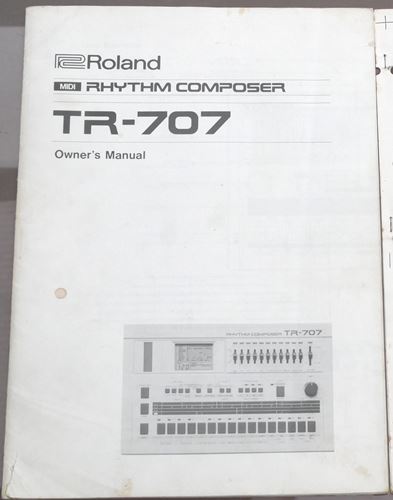 Roland
MIDI RHYTHM COMPOSER
TR-707
Owner's Manual
RHYTHM COMPOSER TR-707